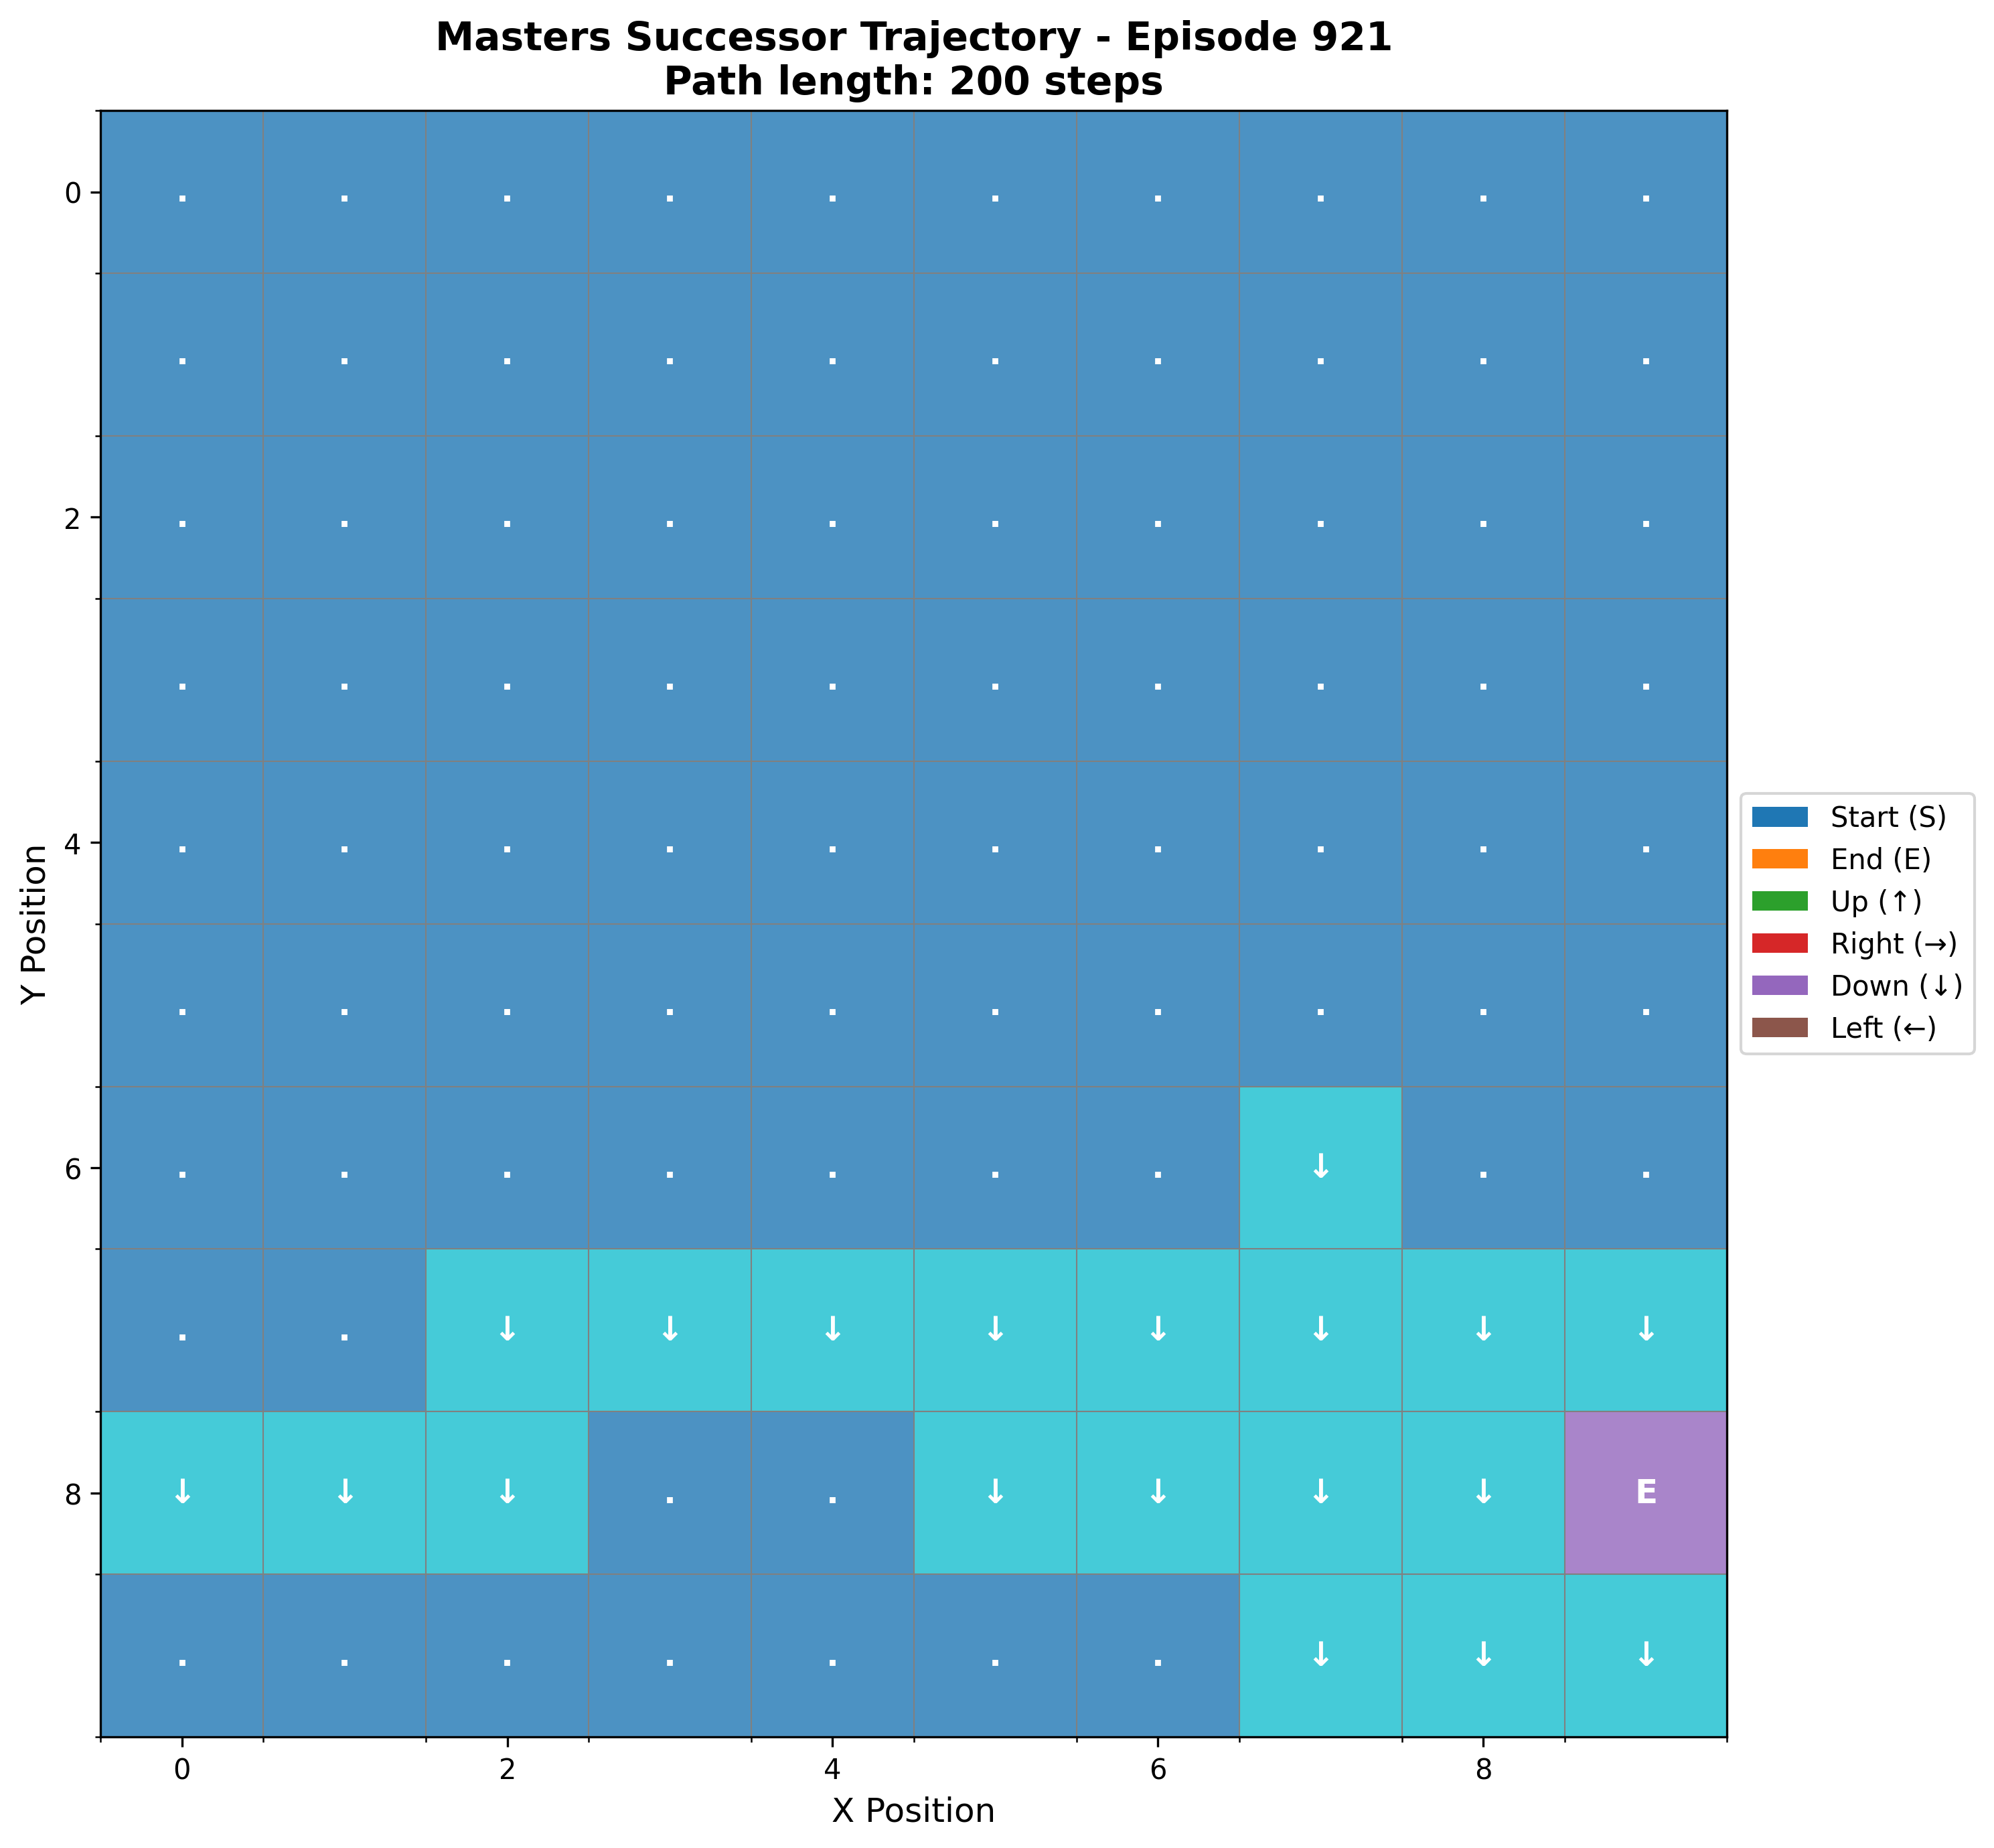 Masters Successor Trajectory - Episode 921
Path length: 200 steps
0 . . . . . . . . . .
. . . . . . . . . .
2 . . . . . . . . . .
. . . . . . . . . .
4 . . . . . . . . . .
. . . . . . . . . .
6 . . . . . . . ↓ . .
. . ↓ ↓ ↓ ↓ ↓ ↓ ↓ ↓
8 ↓ ↓ ↓ . . ↓ ↓ ↓ ↓ E
. . . . . . . ↓ ↓ ↓
0 2 4 6 8
X Position
Y Position
Start (S)
End (E)
Up (↑)
Right (→)
Down (↓)
Left (←)